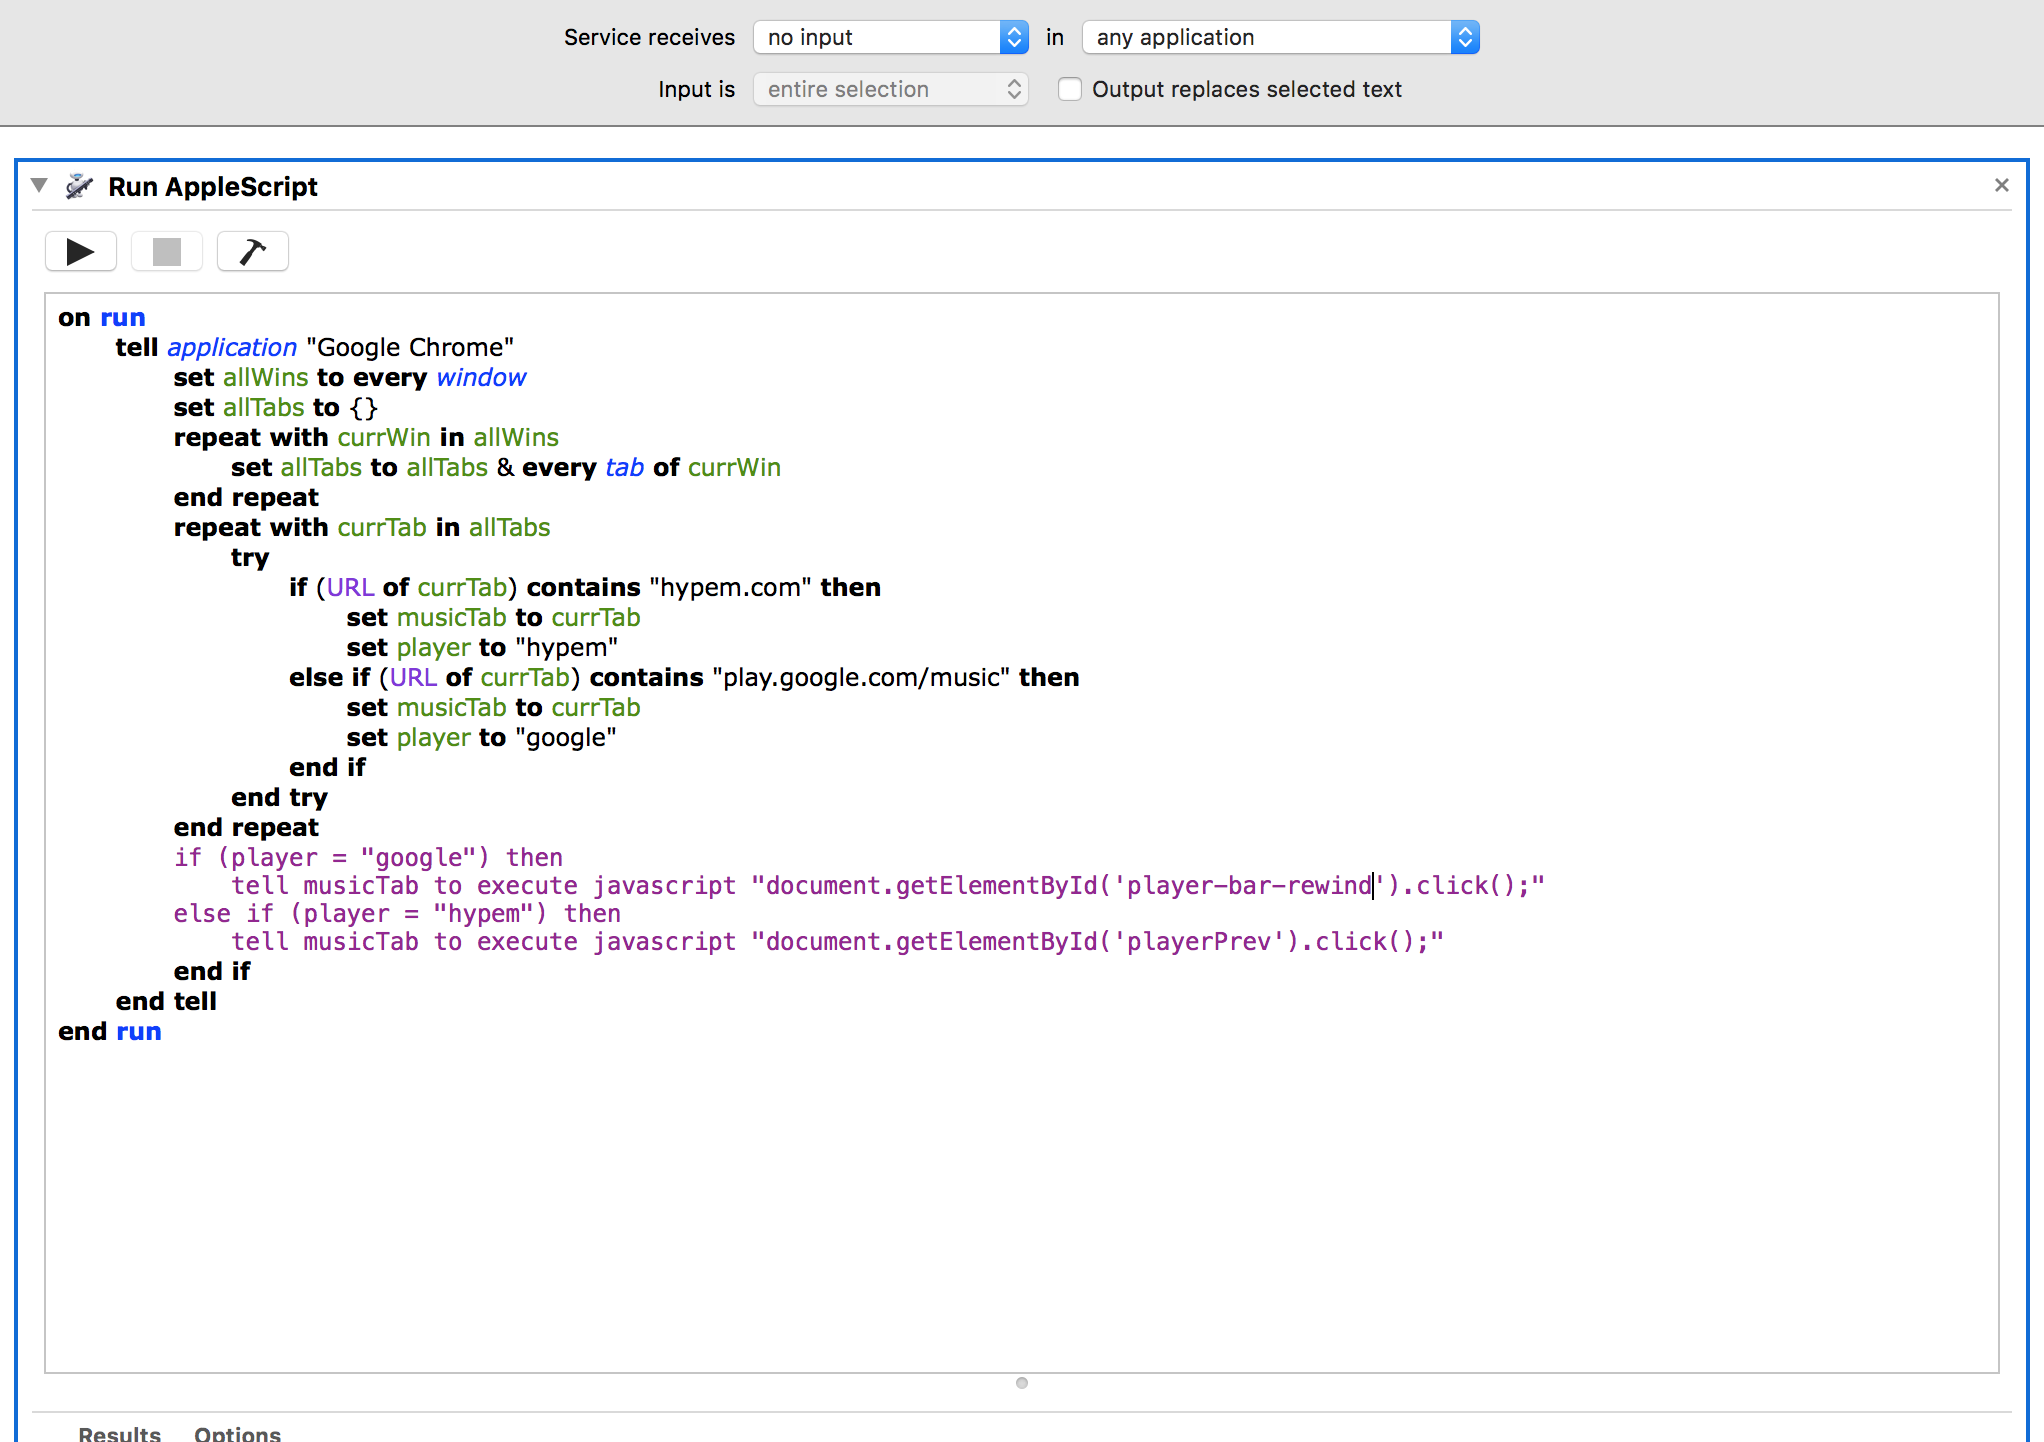 Service receives no input in any application
Input is entire selection Output replaces selected text
Run AppleScript
on run
tell application "Google Chrome"
set allWins to every window
set allTabs to {}
repeat with currWin in allWins
set allTabs to allTabs & every tab of currWin
end repeat
repeat with currTab in allTabs
try
if (URL of currTab) contains "hypem.com" then
set musicTab to currTab
set player to "hypem"
else if (URL of currTab) contains "play.google.com/music" then
set musicTab to currTab
set player to "google"
end if
end try
end repeat
if (player = "google") then
tell musicTab to execute javascript "document.getElementById('player-bar-rewind').click();"
else if (player = "hypem") then
tell musicTab to execute javascript "document.getElementById('playerPrev').click();"
end if
end tell
end run
Results Options